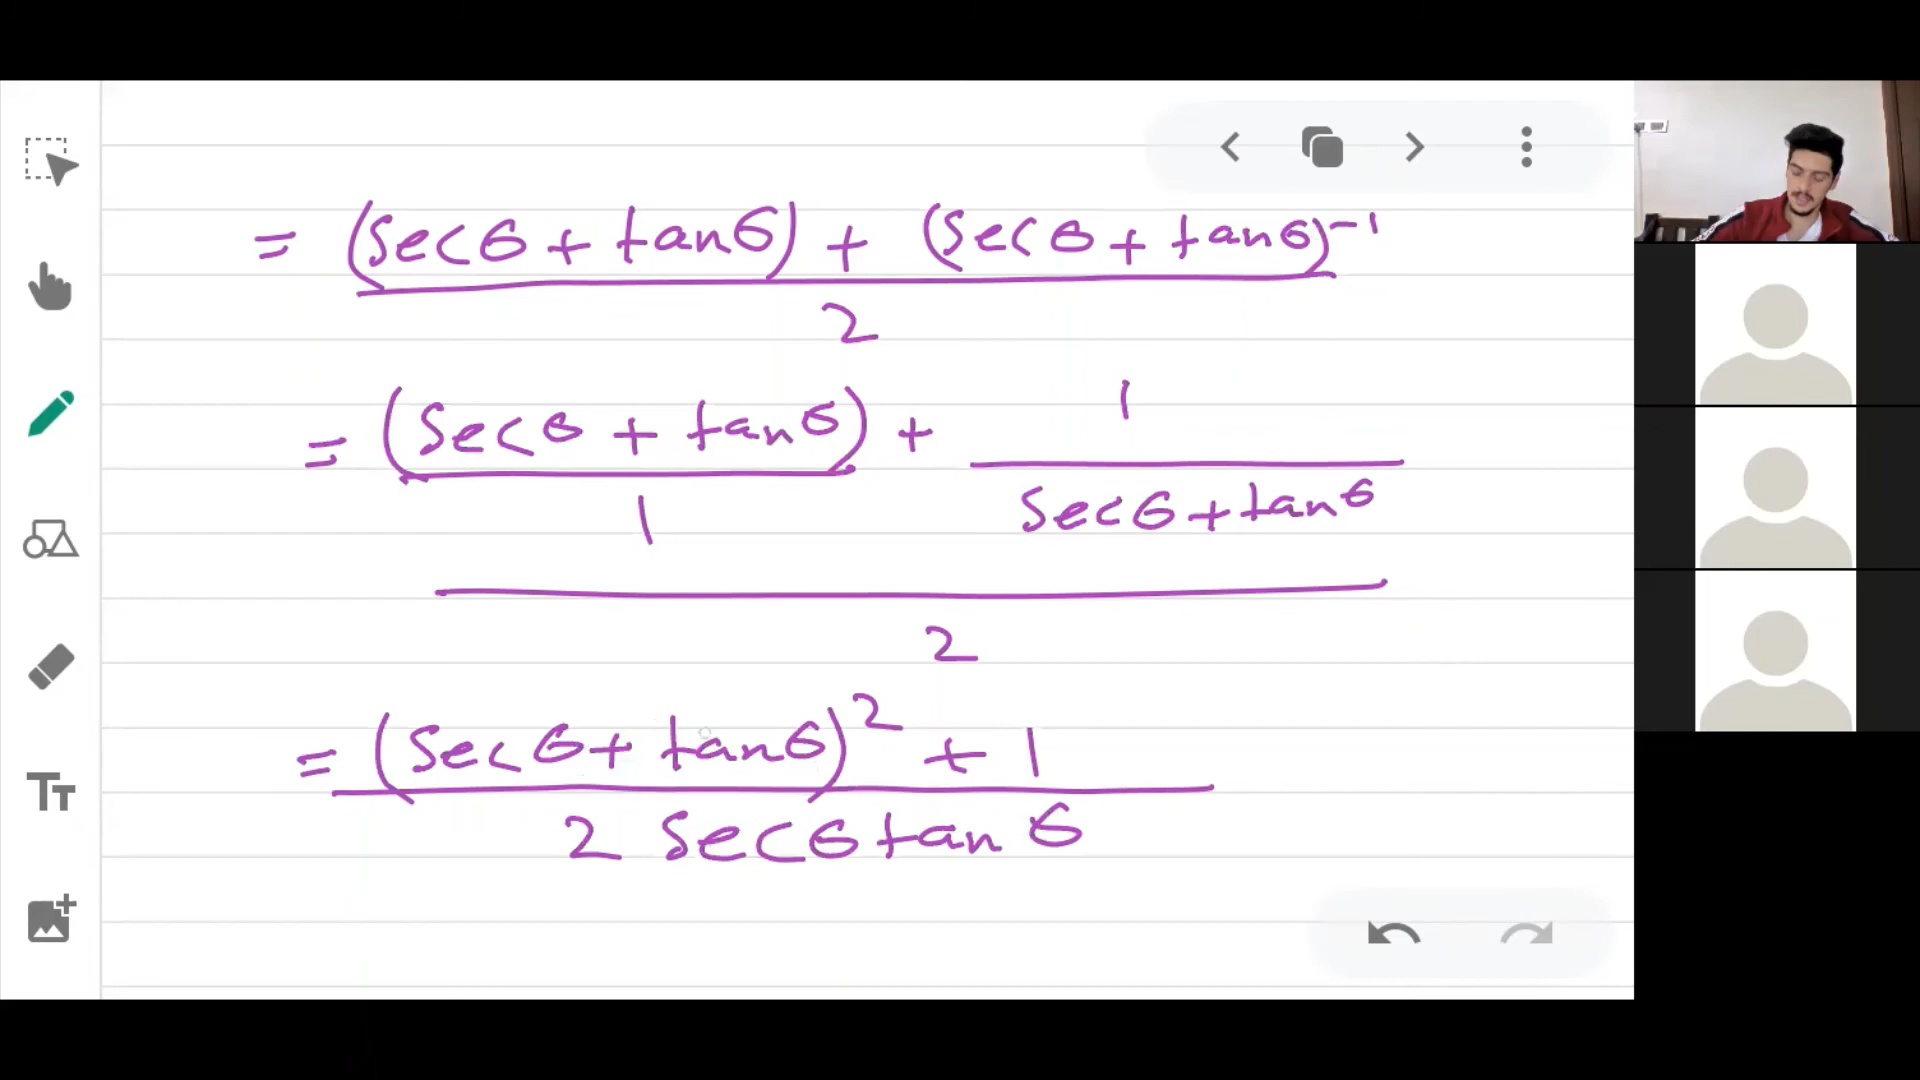 = (secθ + tanθ) + (secθ + tanθ)⁻¹
2
= (secθ + tanθ) + 1
1 secθ + tanθ
2
= (secθ + tanθ)² + 1
2 secθ tanθ
TT